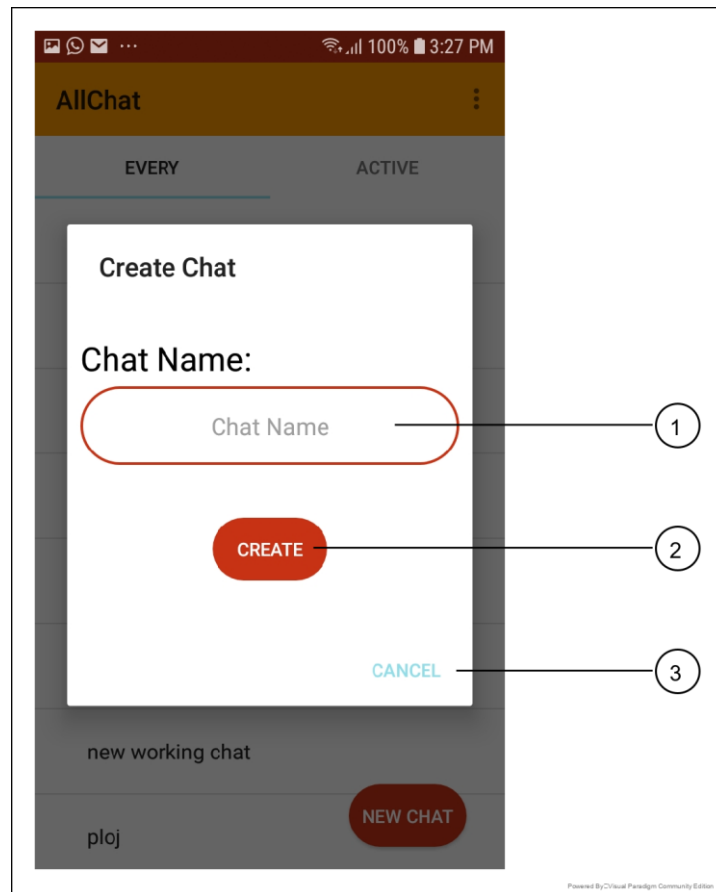 ... 100% 3:27 PM
AllChat
EVERY ACTIVE
Create Chat
Chat Name:
Chat Name
1
CREATE
2
CANCEL
3
new working chat
NEW CHAT
ploj
Powered By Visual Paradigm Community Edition